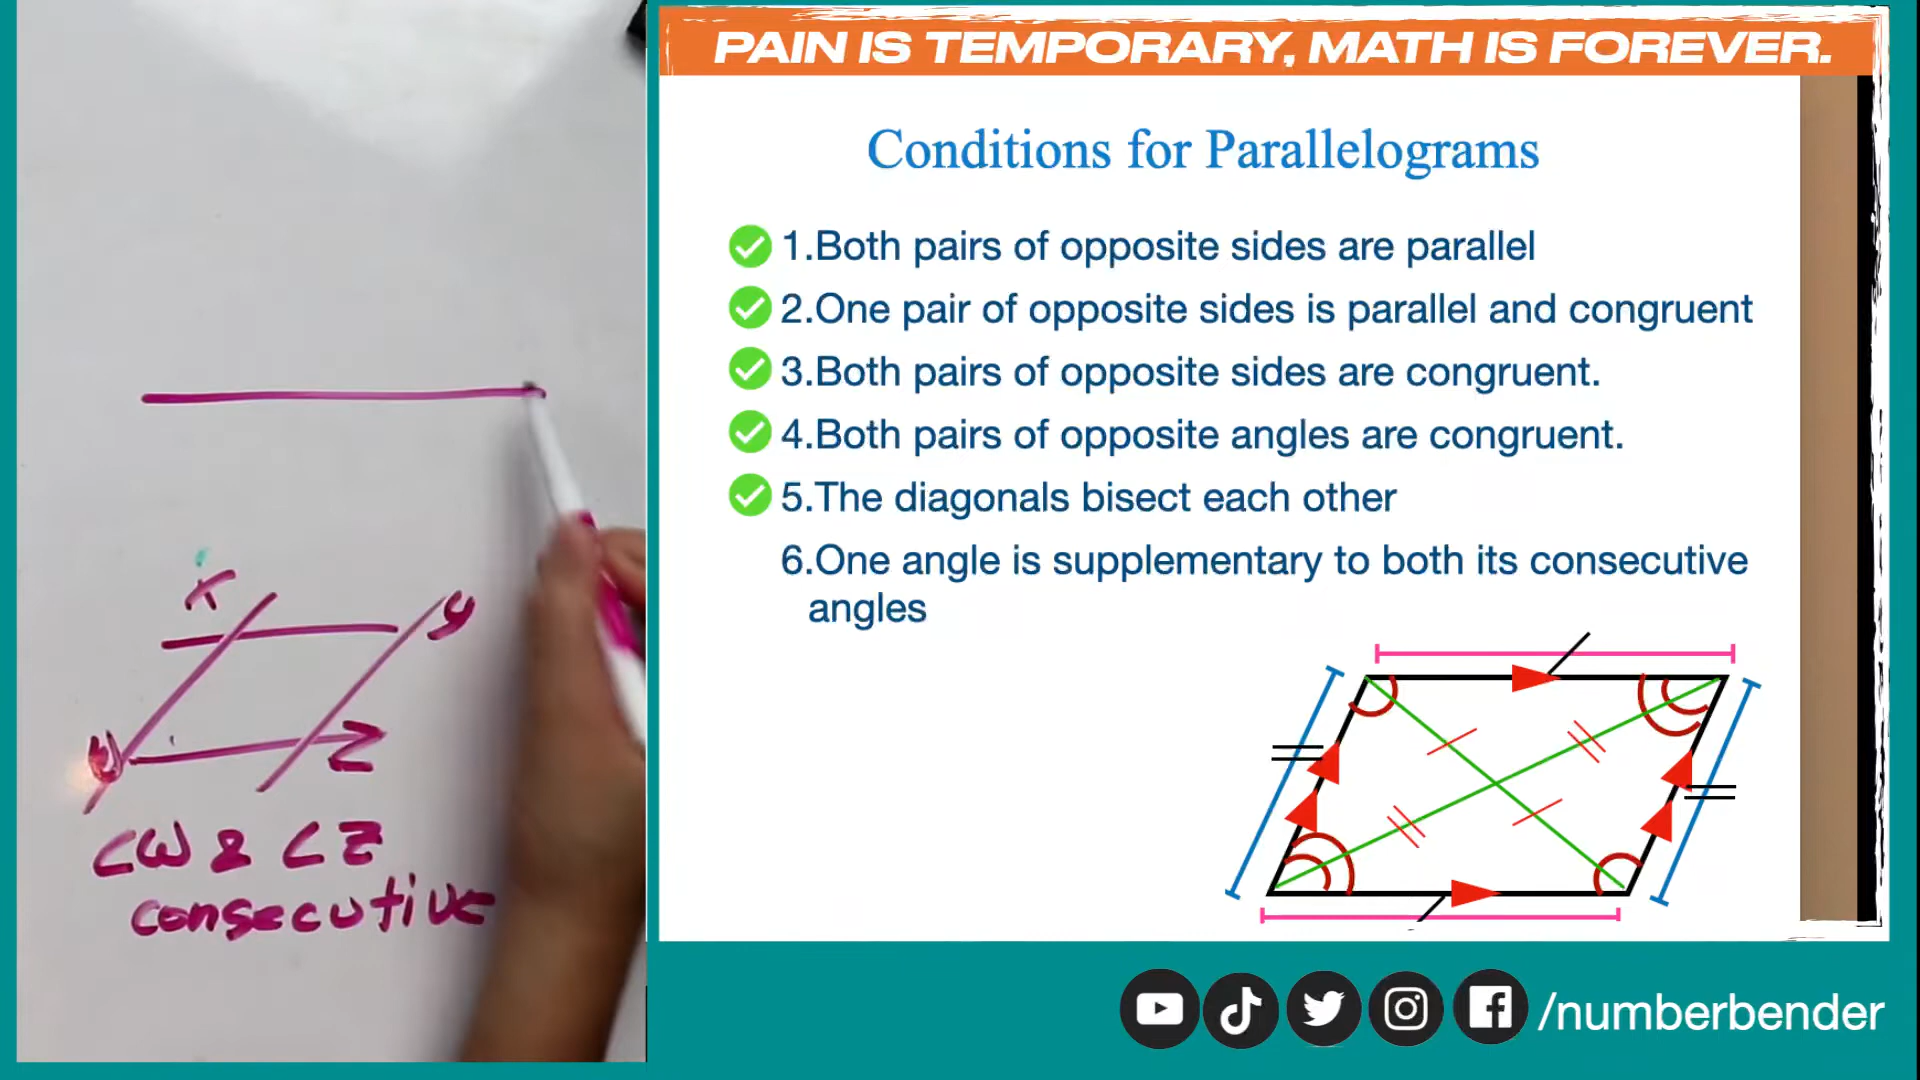 PAIN IS TEMPORARY, MATH IS FOREVER.
Conditions for Parallelograms
1.Both pairs of opposite sides are parallel
2.One pair of opposite sides is parallel and congruent
3.Both pairs of opposite sides are congruent.
4.Both pairs of opposite angles are congruent.
5.The diagonals bisect each other
6.One angle is supplementary to both its consecutive
angles
x
y
W
Z
<W & <Z
consecutive
/numberbender